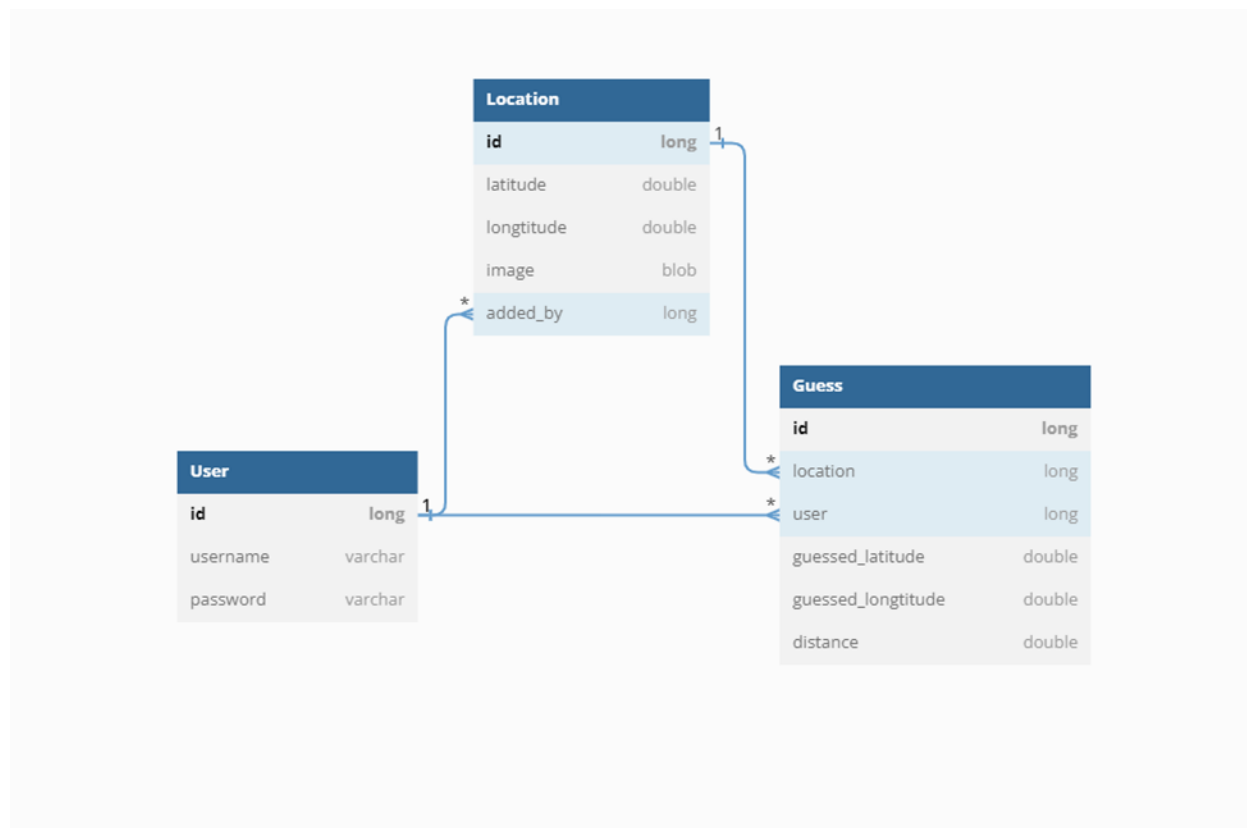 Location
id long
latitude double
longtitude double
image blob
added_by long
1
*
User
id long
username varchar
password varchar
1
Guess
id long
* location long
* user long
guessed_latitude double
guessed_longtitude double
distance double